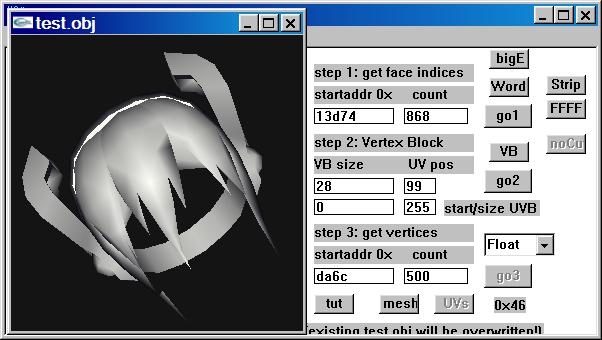 test.obj
bigE
step 1: get face indices
Word
Strip
startaddr 0x count
FFFF
13d74 868
go1
step 2: Vertex Block
VB
noCu
VB size UV pos
28 99
go2
0 255 start/size UVB
step 3: get vertices
Float
startaddr 0x count
da6c 500
go3
tut mesh UVs 0x46
existing test.obj will be overwritten!)